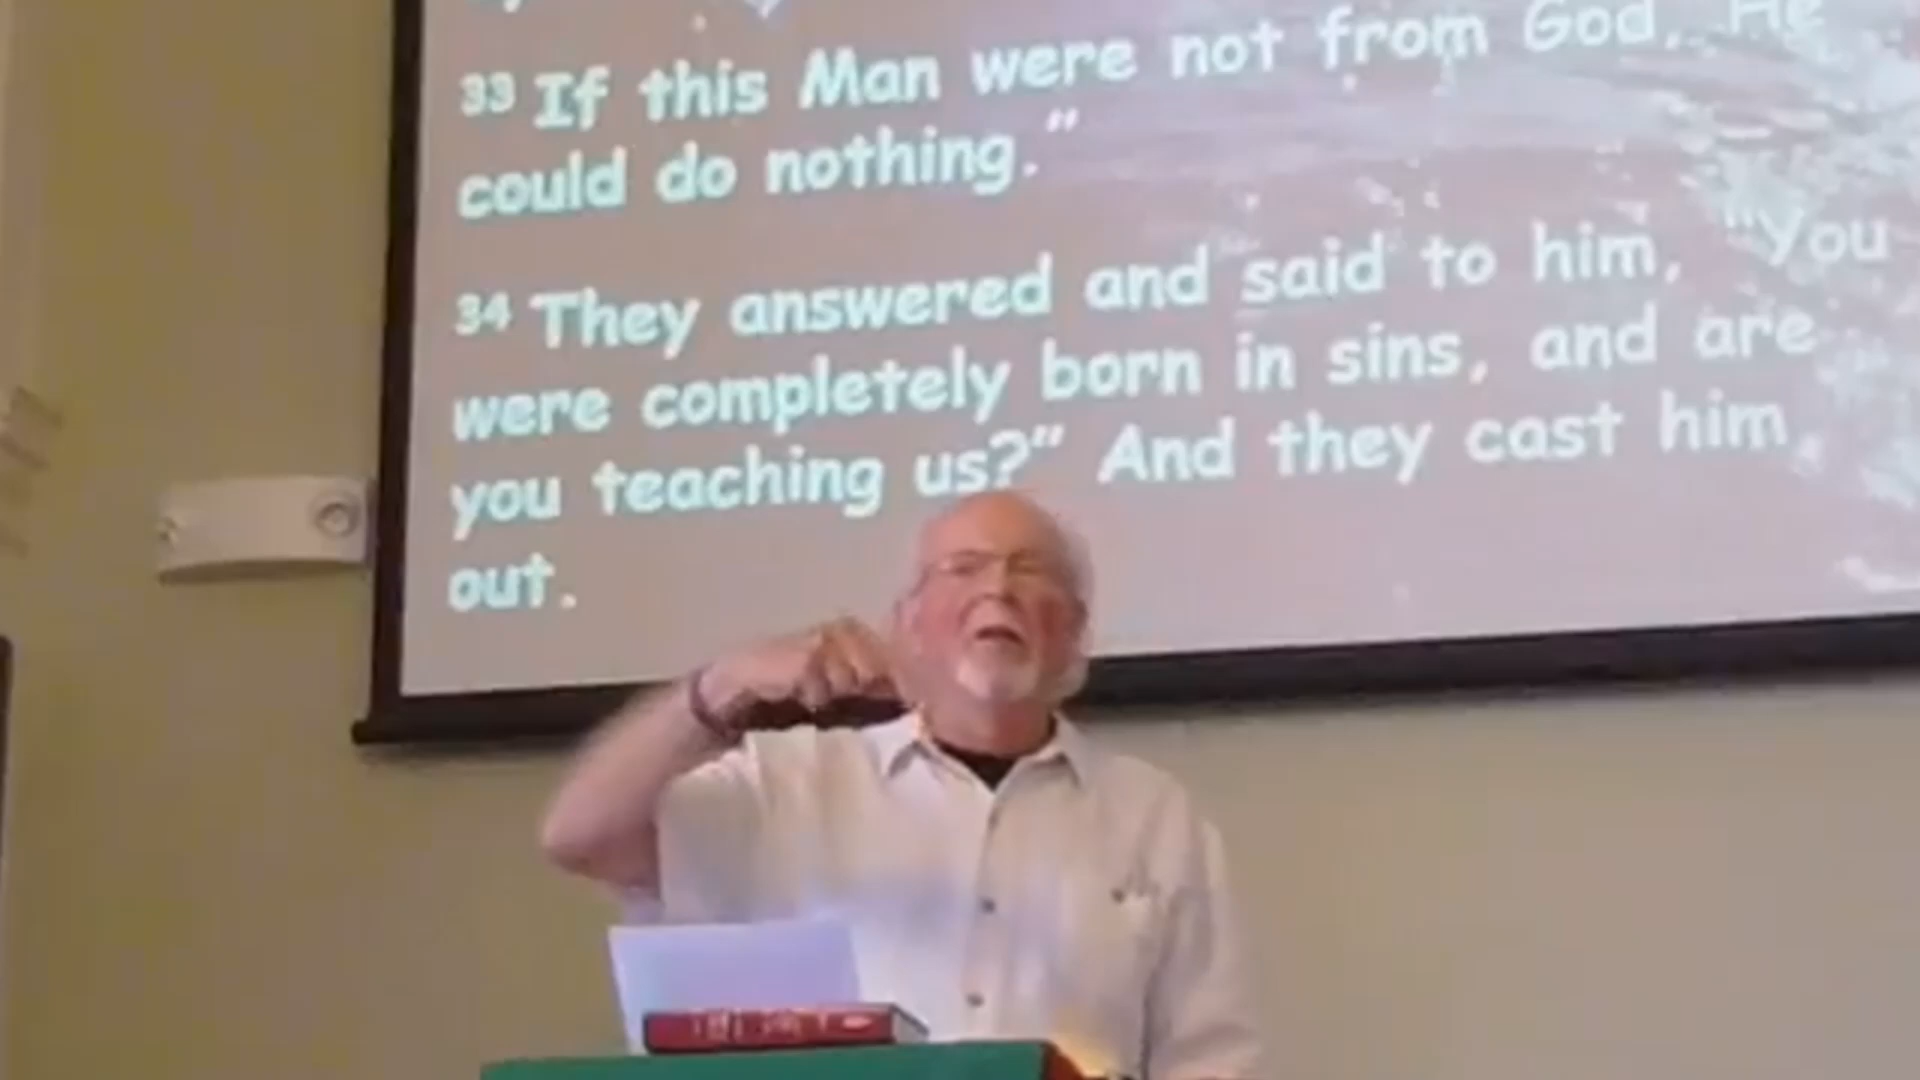 33 If this Man were not from God, He
could do nothing."
34 They answered and said to him, "You
were completely born in sins, and are
you teaching us?" And they cast him
out.